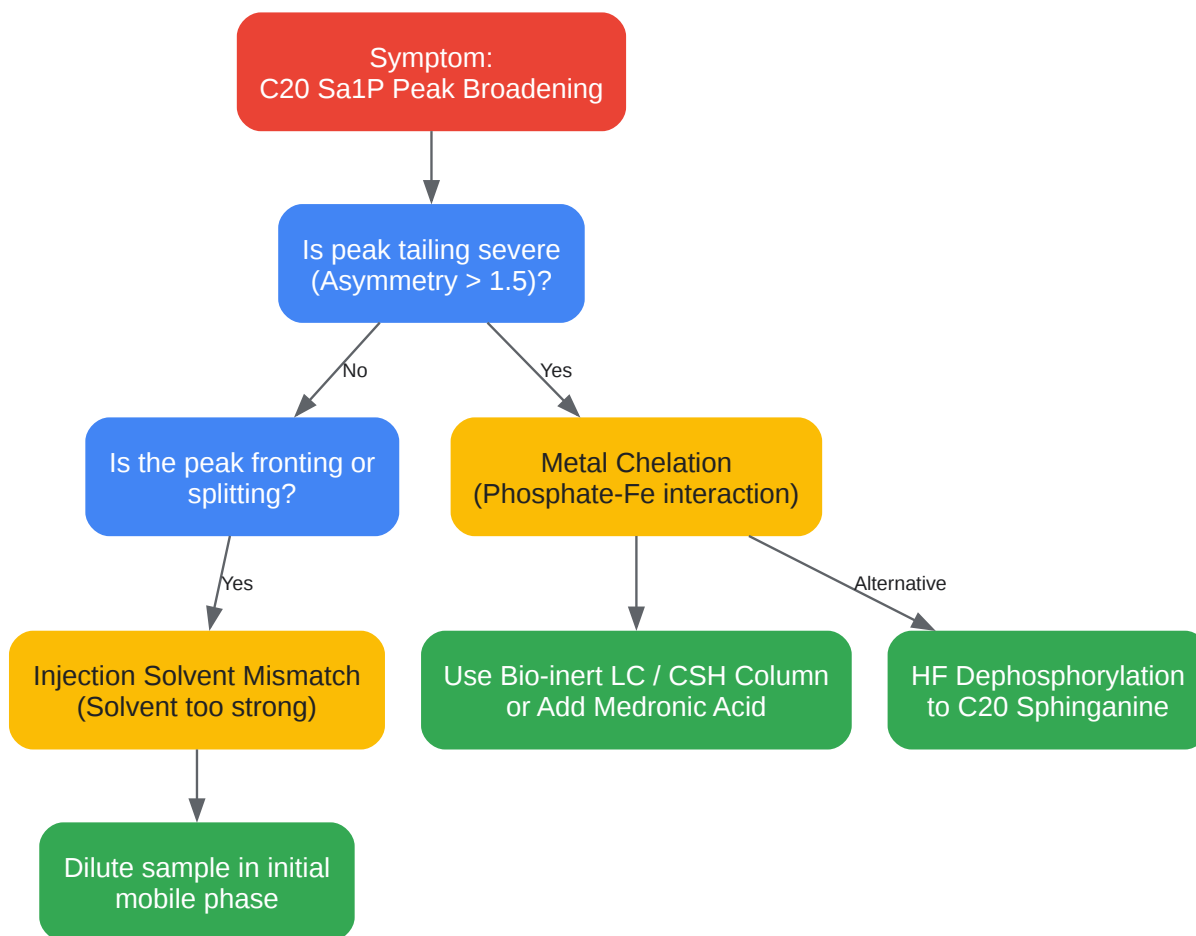 Symptom:
C20 Sa1P Peak Broadening
Is peak tailing severe
(Asymmetry > 1.5)?
No
Yes
Is the peak fronting or
splitting?
Metal Chelation
(Phosphate-Fe interaction)
Yes
Alternative
Injection Solvent Mismatch
(Solvent too strong)
Use Bio-inert LC / CSH Column
or Add Medronic Acid
HF Dephosphorylation
to C20 Sphinganine
Dilute sample in initial
mobile phase